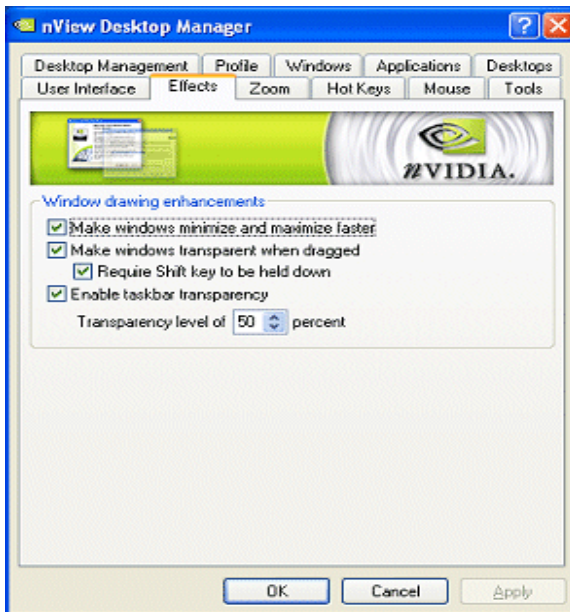 nView Desktop Manager
Desktop Management Profile Windows Applications Desktops
User Interface Effects Zoom Hot Keys Mouse Tools
nVIDIA.
Window drawing enhancements
Make windows minimize and maximize faster
Make windows transparent when dragged
Require Shift key to be held down
Enable taskbar transparency
Transparency level of 50 percent
OK Cancel Apply